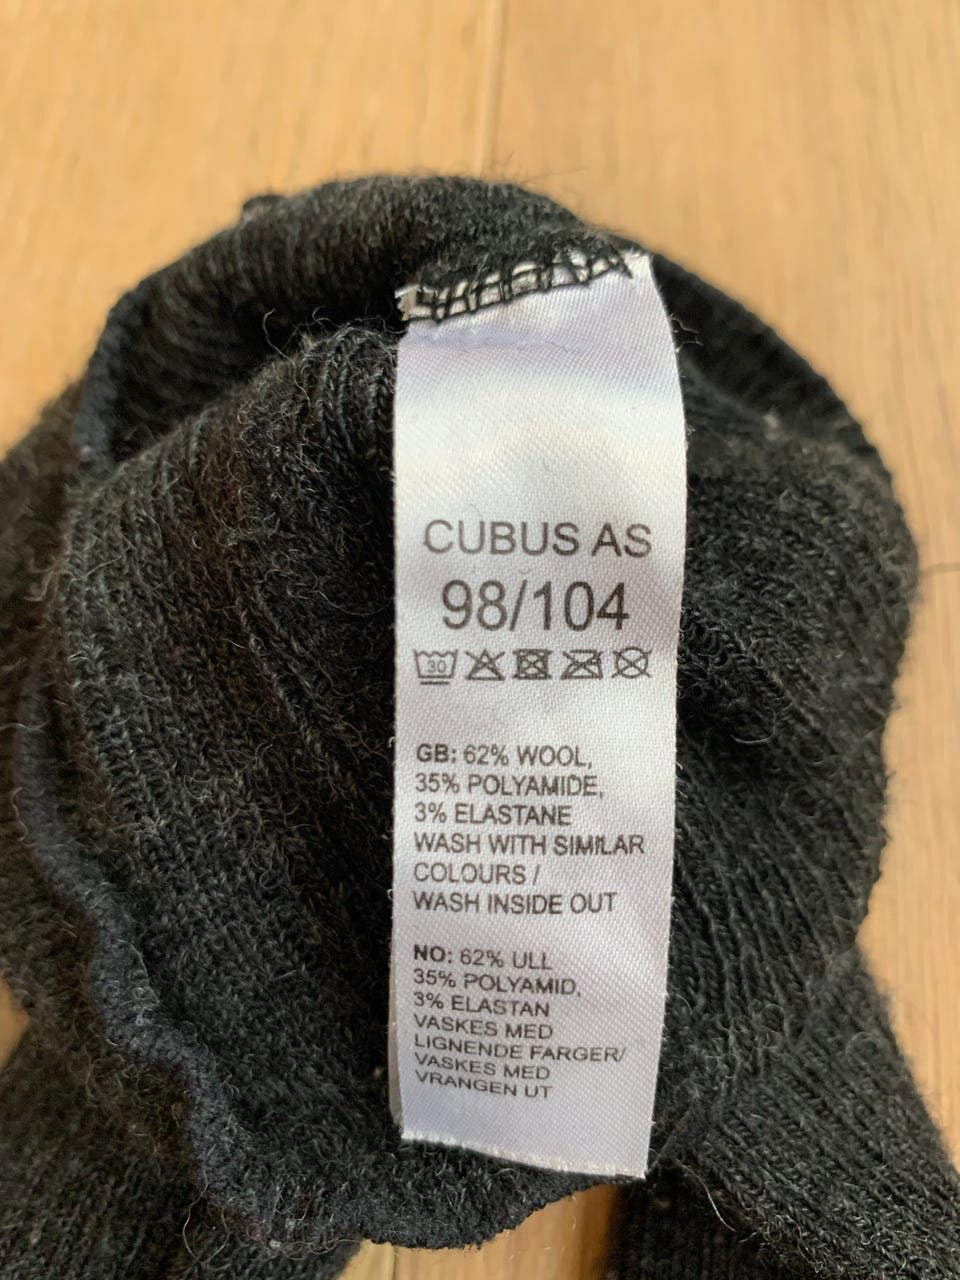 CUBUS AS
98/104
30
GB: 62% WOOL,
35% POLYAMIDE,
3% ELASTANE
WASH WITH SIMILAR
COLOURS /
WASH INSIDE OUT
NO: 62% ULL
35% POLYAMID,
3% ELASTAN
VASKES MED
LIGNENDE FARGER/
VASKES MED
VRANGEN UT